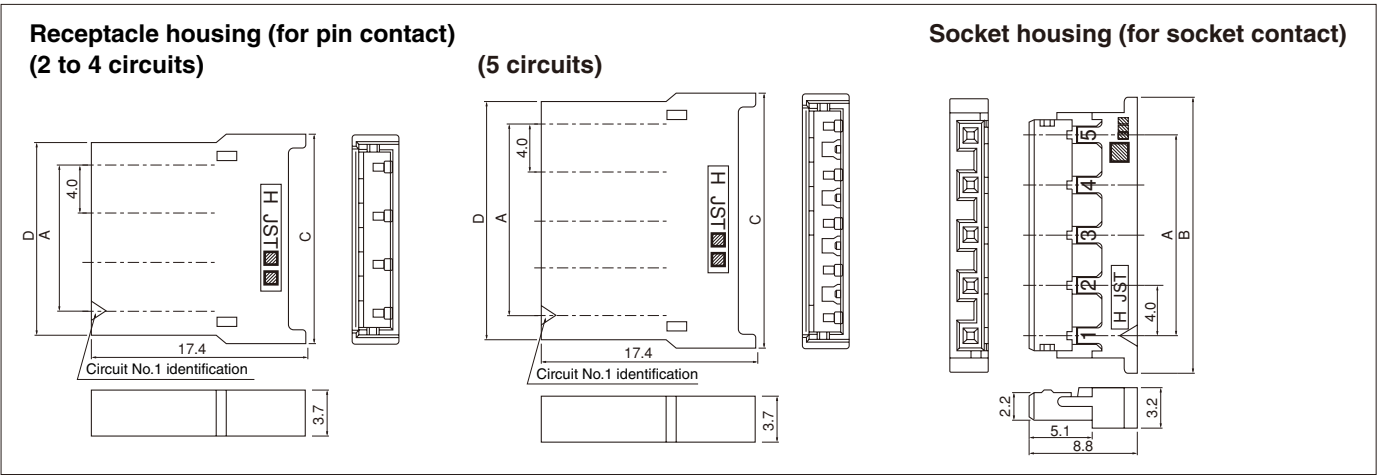 Receptacle housing (for pin contact)
(2 to 4 circuits)
(5 circuits)
Socket housing (for socket contact)
D
A
4.0
H JST
C
17.4
Circuit No.1 identification
3.7
D
A
4.0
H JST
C
17.4
Circuit No.1 identification
3.7
5
4
3
2
1
H JST
A
B
4.0
2.2
5.1
8.8
3.2